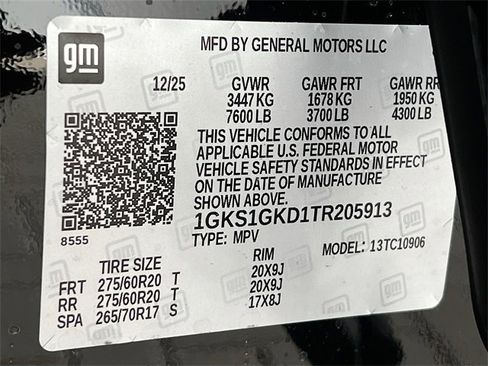 gm
MFD BY GENERAL MOTORS LLC
12/25 GVWR GAWR FRT GAWR RR
3447 KG 1678 KG 1950 KG
7600 LB 3700 LB 4300 LB
THIS VEHICLE CONFORMS TO ALL
APPLICABLE U.S. FEDERAL MOTOR
VEHICLE SAFETY STANDARDS IN EFFECT
ON THE DATE OF MANUFACTURE
SHOWN ABOVE.
1GKS1GKD1TR205913
8555 TYPE: MPV MODEL: 13TC10906
TIRE SIZE RIM
FRT 275/60R20 T 20X9J
RR 275/60R20 T 20X9J
SPA 265/70R17 S 17X8J